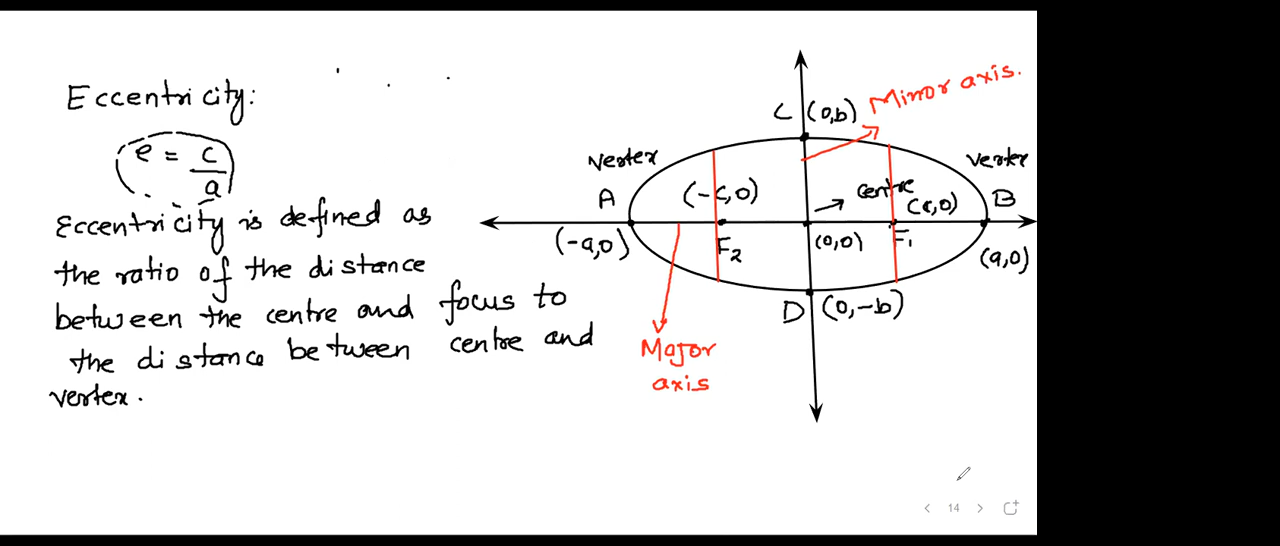 Eccentricity:
e = c/a
Eccentricity is defined as
the ratio of the distance
between the centre and focus to
the distance between centre and
vertex.
Minor axis.
C (0,b)
vertex
vertex
A
(-c,0)
centre
(c,0)
B
(-a,0)
F2
(0,0)
F1
(a,0)
D (0,-b)
Major
axis
< 14 >